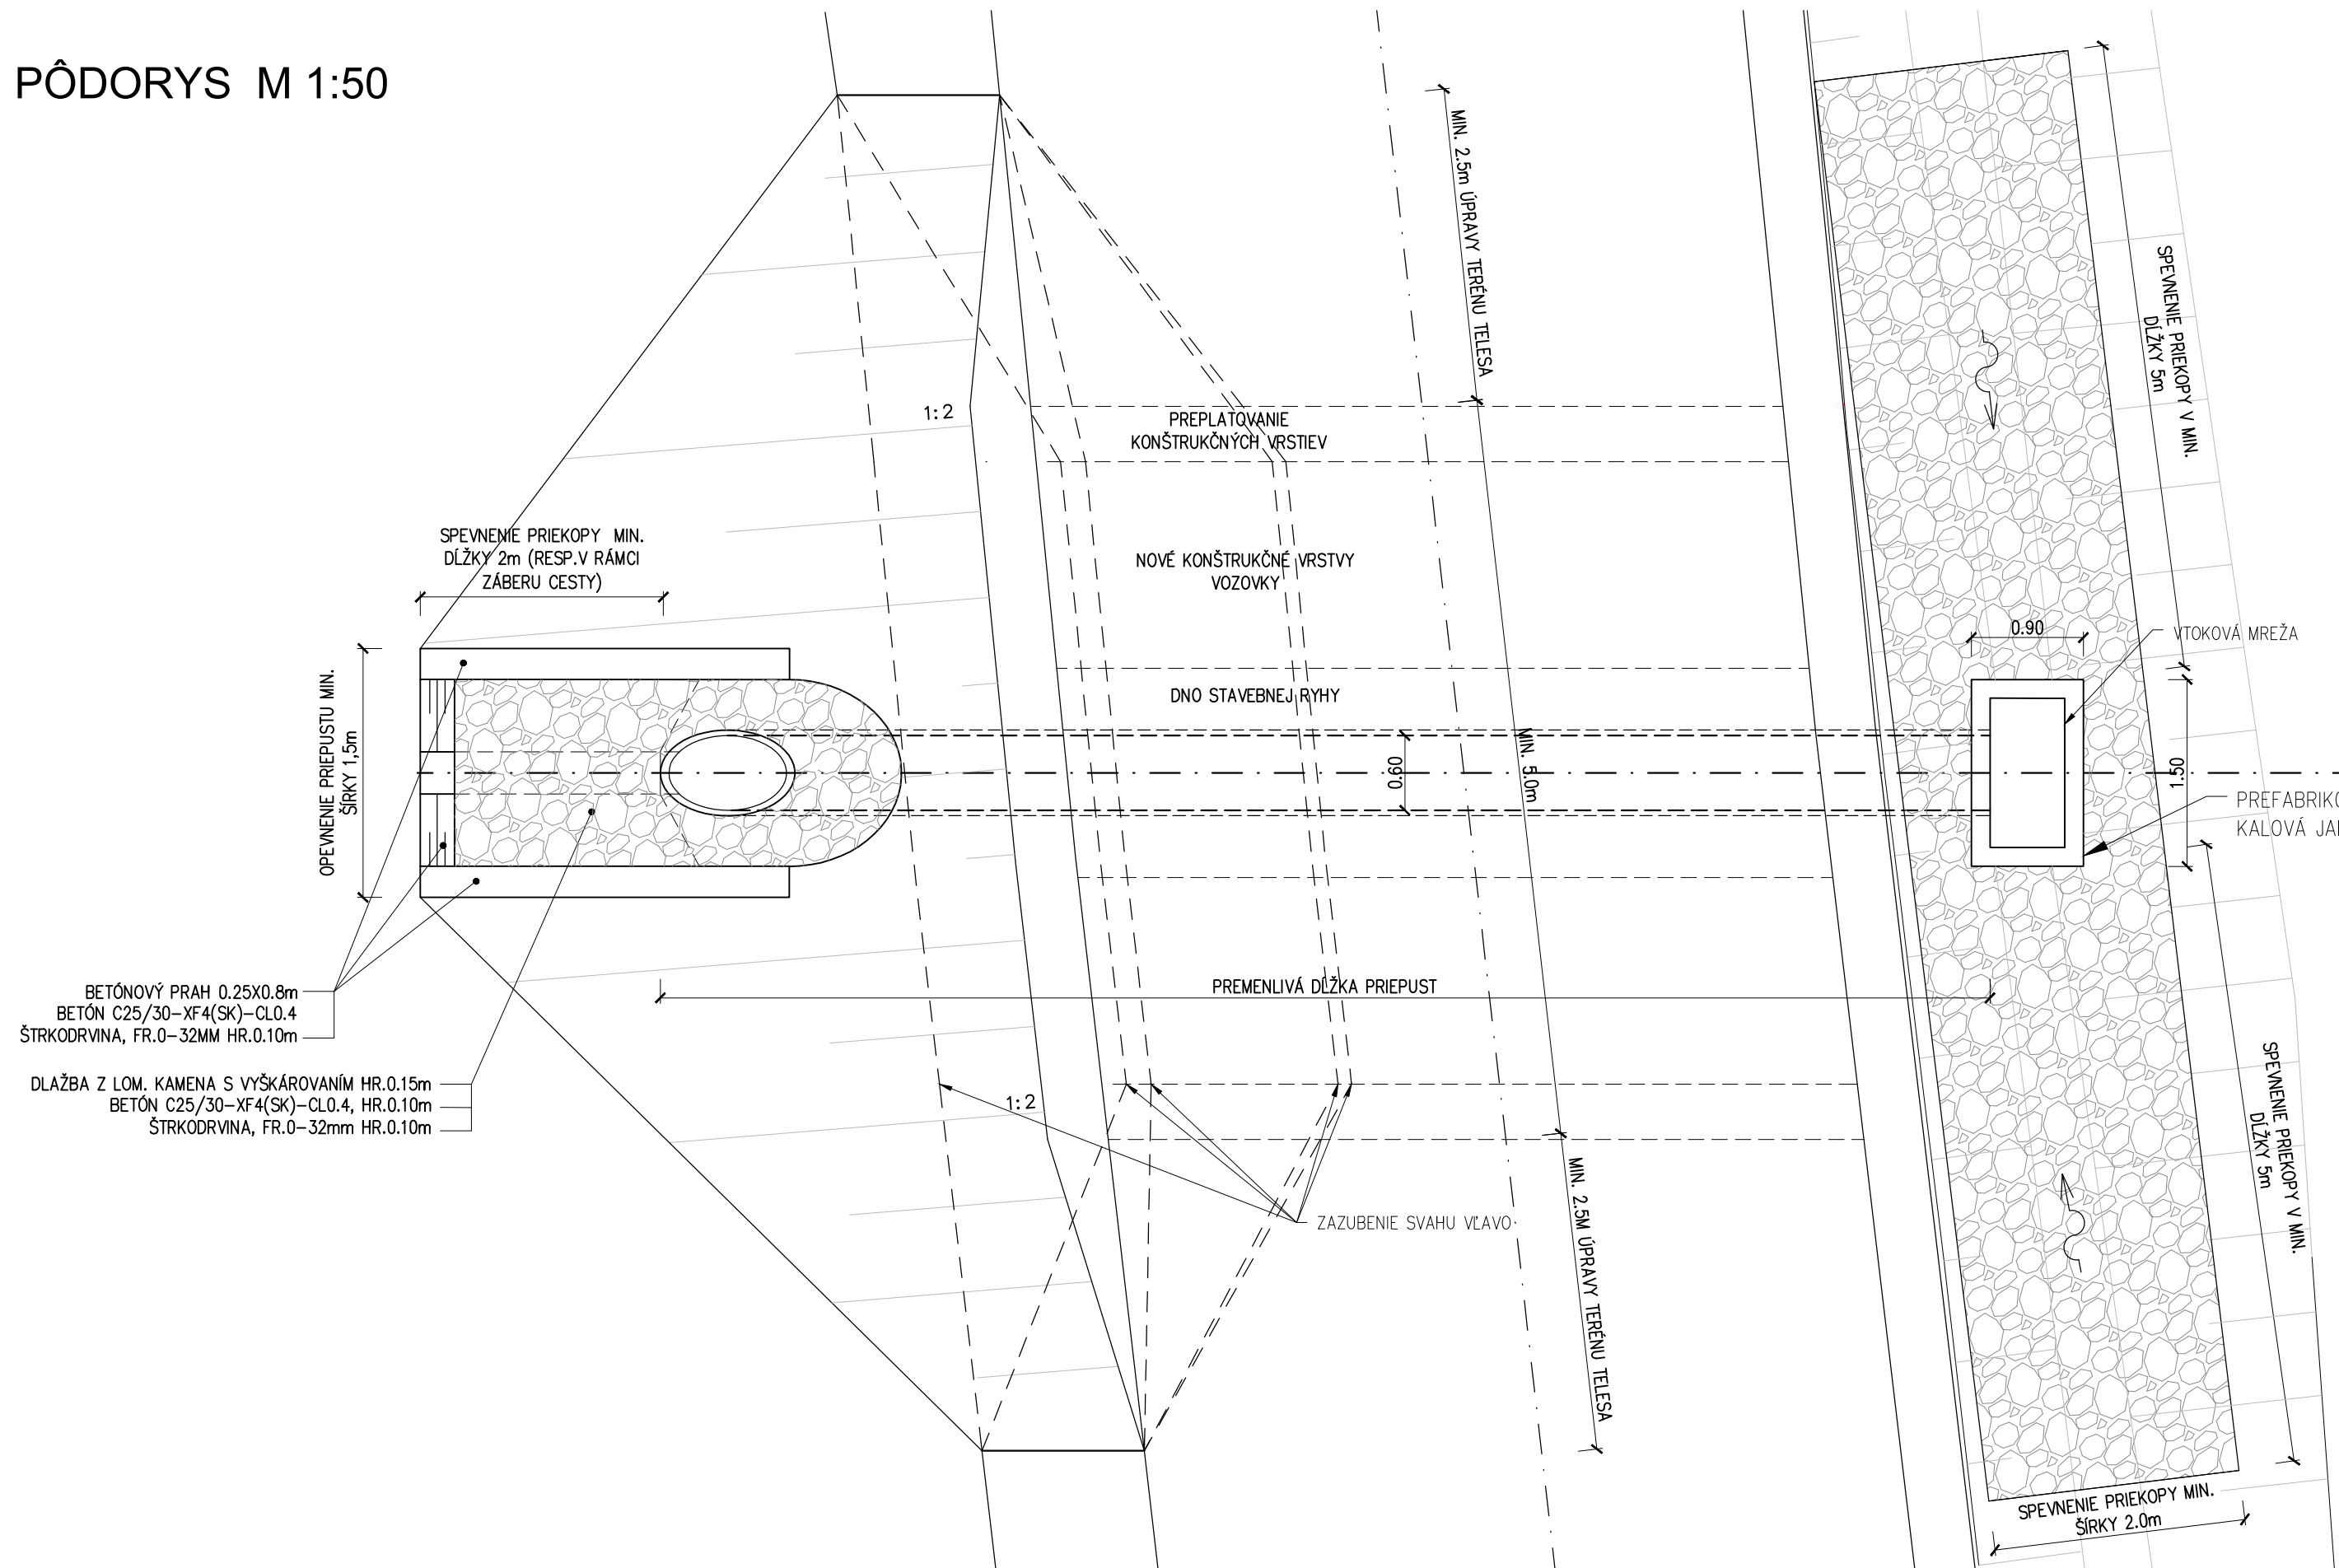 PÔDORYS  M 1:50
MIN. 2.5m ÚPRAVY TERÉNU TELESA
SPEVNENIE PRIEKOPY V MIN.
DĹŽKY 5m
1:2
PREPLATOVANIE
KONŠTRUKČNÝCH VRSTIEV
SPEVNENIE PRIEKOPY  MIN.
DĹŽKY 2m (RESP.V RÁMCI
ZÁBERU CESTY)
NOVÉ KONŠTRUKČNÉ VRSTVY
VOZOVKY
0.90
VTOKOVÁ MREŽA
OPEVNENIE PRIEPUSTU MIN.
ŠÍRKY 1,5m
DNO STAVEBNEJ RYHY
0.60
MIN. 5.0m
1.50
KALOVÁ
BETÓNOVÝ PRAH 0.25X0.8m
BETÓN C25/30-XF4(SK)-CL0.4
ŠTRKODRVINA, FR.0-32MM HR.0.10m
PREMENLIVÁ DĹŽKA PRIEPUST
DLAŽBA Z LOM. KAMENA S VYŠKÁROVANÍM HR.0.15m
BETÓN C25/30-XF4(SK)-CL0.4, HR.0.10m
ŠTRKODRVINA, FR.0-32mm HR.0.10m
1:2
SPEVNENIE PRIEKOPY V MIN.
DĹŽKY 5m
ZAZUBENIE SVAHU VĽAVO
MIN. 2.5M ÚPRAVY TERÉNU TELESA
SPEVNENIE PRIEKOPY MIN.
ŠÍRKY 2.0m